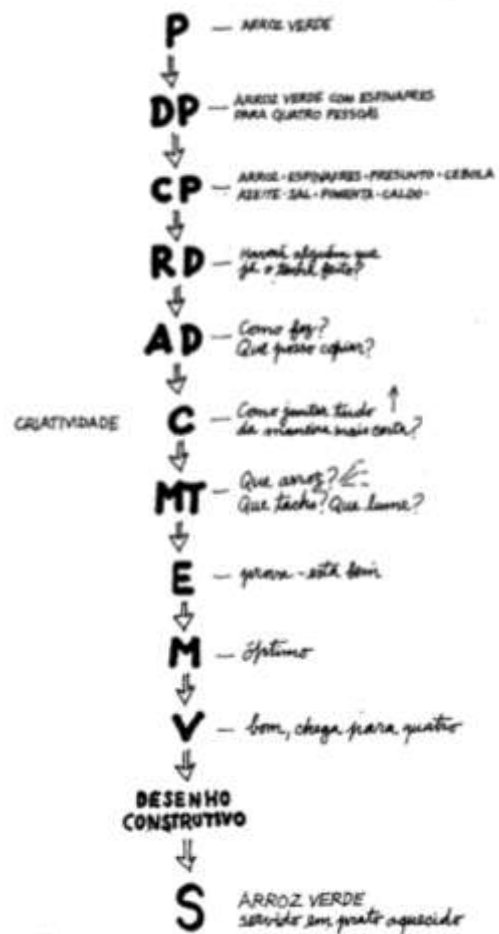 P — ARROZ VERDE
DP — ARROZ VERDE COM ESPINAFRES
PARA QUATRO PESSOAS
CP — ARROZ-ESPINAFRES-PRESUNTO-CEBOLA
AZEITE-SAL-PIMENTA-CALDO-
RD — Haverá alguém que
já o tenha feito?
AD — Como fez?
Que posso copiar?
CRIATIVIDADE C — Como juntar tudo
da maneira mais certa?
MT — Que arroz?
Que tacho? Que lume?
E — prova-está bem
M — óptimo
V — bom, chega para quatro
DESENHO
CONSTRUTIVO
S ARROZ VERDE
servido em prato aquecido